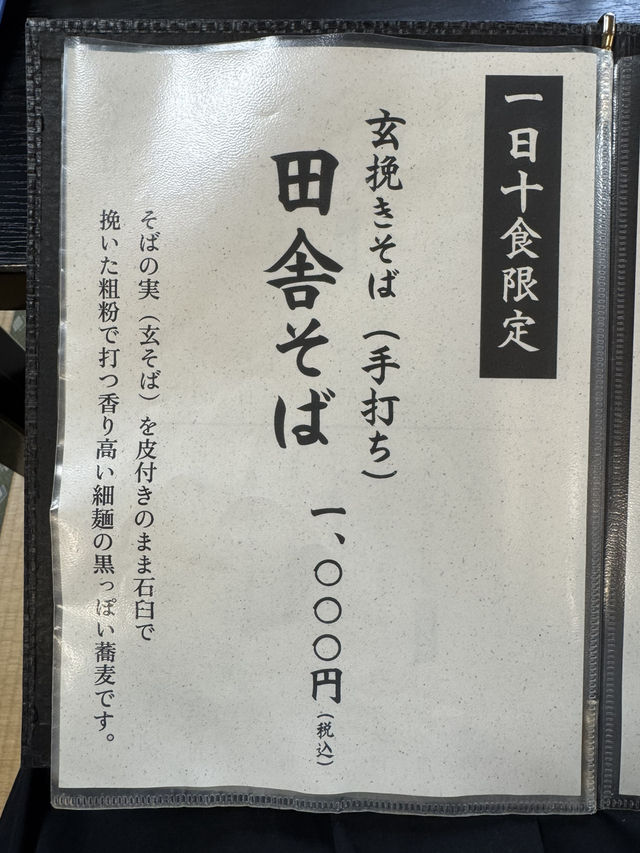 一日十食限定
玄挽きそば（手打ち）
田舎そば
一、〇〇〇円（税込）
そばの実（玄そば）を皮付きのまま石臼で
挽いた粗粉で打つ香り高い細麺の黒っぽい蕎麦です。